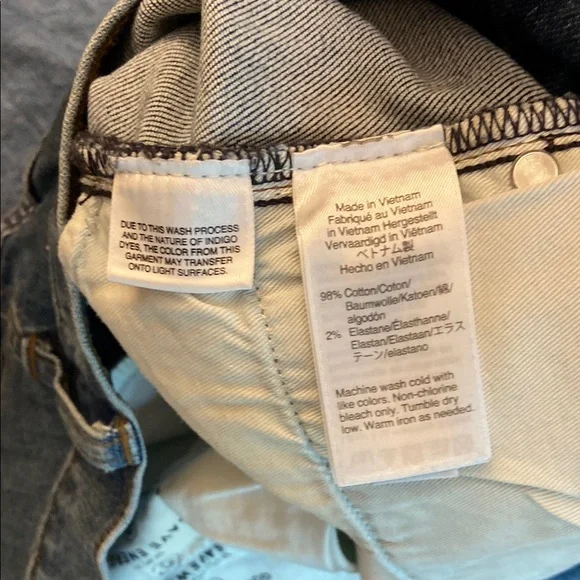 DUE TO THIS WASH PROCESS
AND THE NATURE OF INDIGO
DYES, THE COLOR FROM THIS
GARMENT MAY TRANSFER
ONTO LIGHT SURFACES.
Made in Vietnam
Fabriqué au Vietnam
in Vietnam Hergestellt
Vervaardigd in Viëtnam
ベトナム製
Hecho en Vietnam
98% Cotton/Coton/
Baumwolle/Katoen/綿/
algodón
2% Elastane/Élasthanne/
Elastan/Elastaan/エラス
テーン/elastano
Machine wash cold with
like colors. Non-chlorine
bleach only. Tumble dry
low. Warm iron as needed.